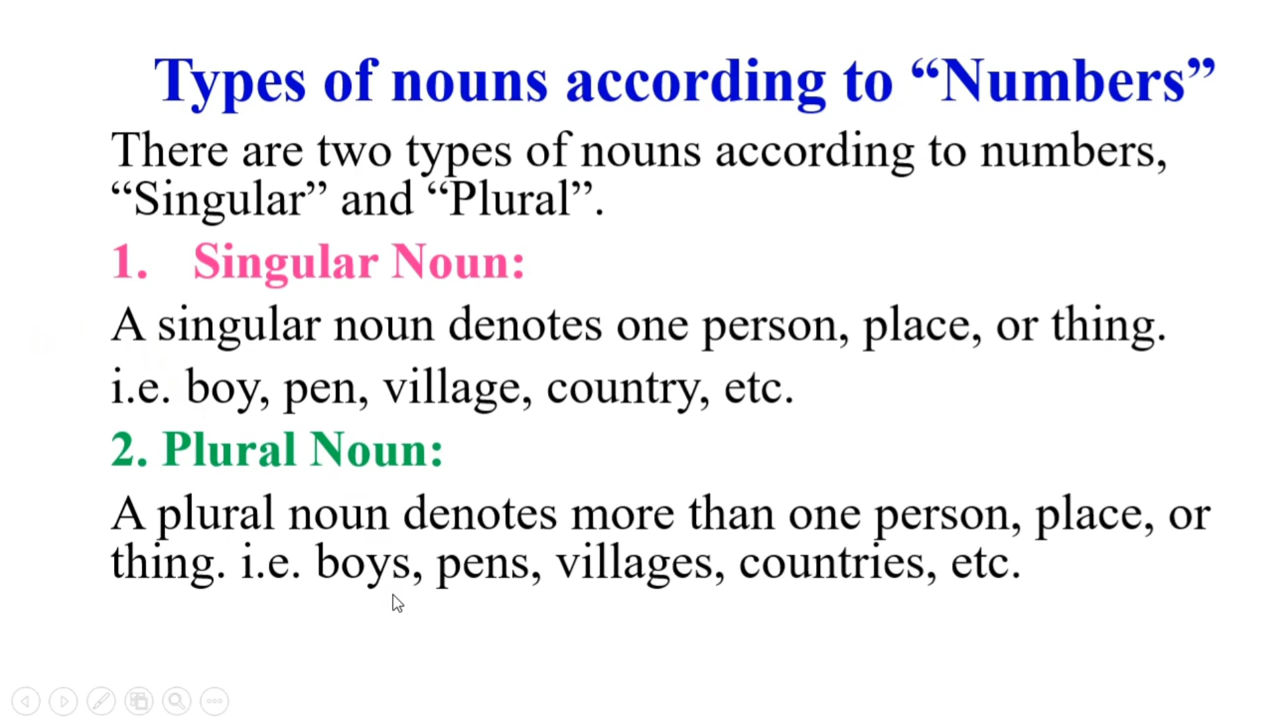 Types of nouns according to “Numbers”
There are two types of nouns according to numbers,
“Singular” and “Plural”.
1. Singular Noun:
A singular noun denotes one person, place, or thing.
i.e. boy, pen, village, country, etc.
2. Plural Noun:
A plural noun denotes more than one person, place, or
thing. i.e. boys, pens, villages, countries, etc.